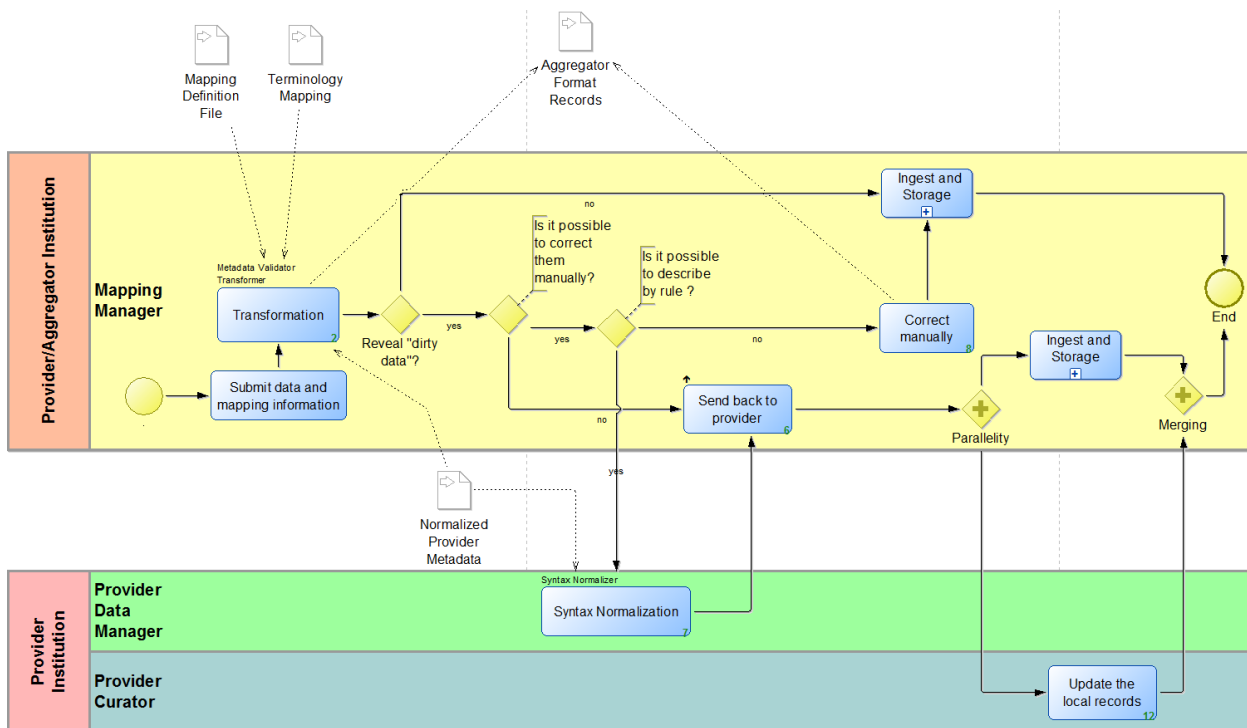 Mapping
Definition
File
Terminology
Mapping
Aggregator
Format
Records
Provider/Aggregator Institution
Mapping
Manager
Metadata Validator
Transformer
Transformation
2
Submit data and
mapping information
.
Reveal "dirty
data"?
no
yes
Is it possible
to correct
them
manually?
yes
no
Is it possible
to describe
by rule ?
no
yes
Ingest and
Storage
Correct
manually
8
Send back to
provider
6
Parallelity
Ingest and
Storage
Merging
End
Normalized
Provider
Metadata
Provider
Institution
Provider
Data
Manager
Syntax Normalizer
Syntax Normalization
7
Provider
Curator
Update the
local records
12